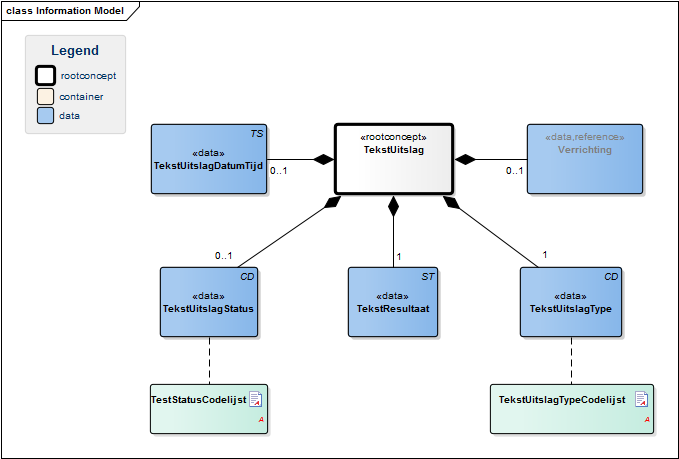 class Information Model
Legend
rootconcept
container
data
TS
«data»
TekstUitslagDatumTijd
0..1
«rootconcept»
TekstUitslag
«data,reference»
Verrichting
0..1
0..1
1
1
CD
«data»
TekstUitslagStatus
ST
«data»
TekstResultaat
CD
«data»
TekstUitslagType
TestStatusCodelijst
A
A
TekstUitslagTypeCodelijst
A
A